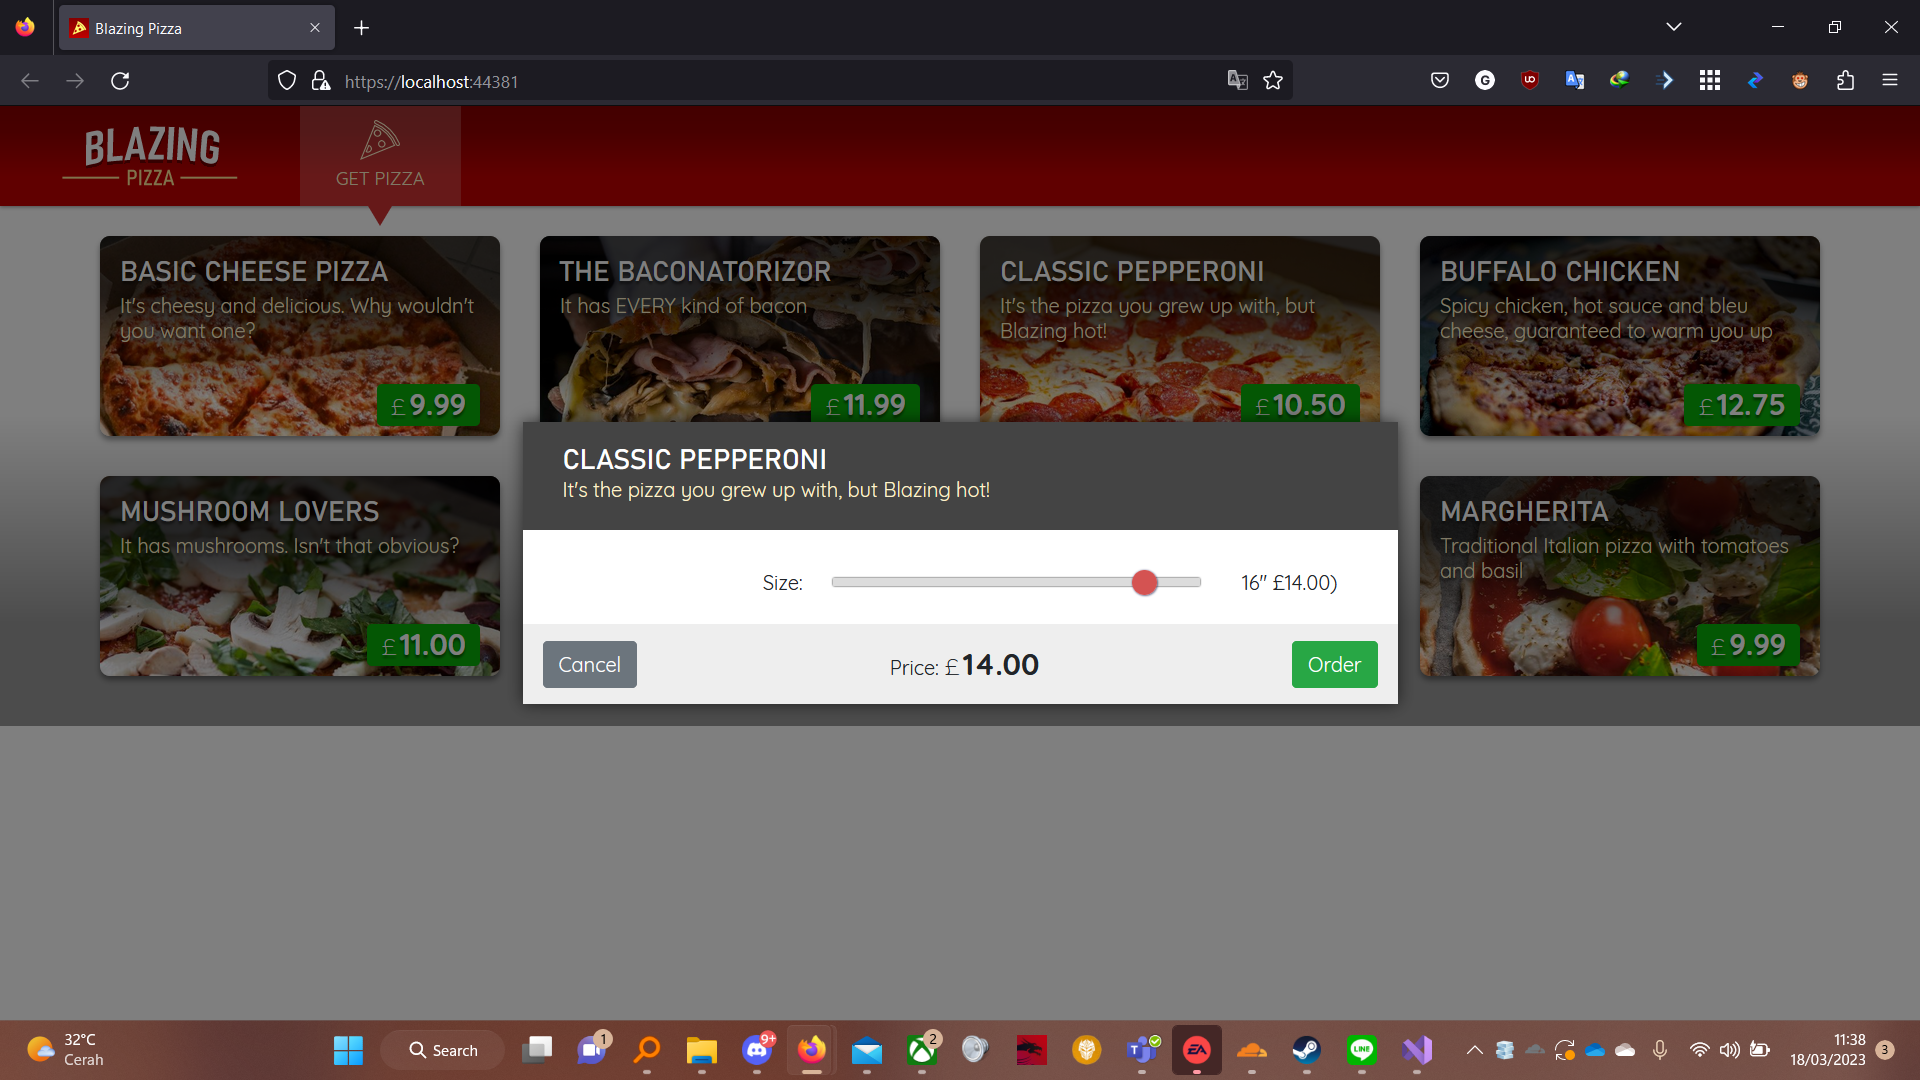 Blazing Pizza
https://localhost:44381
BLAZING
PIZZA
GET PIZZA
BASIC CHEESE PIZZA
It's cheesy and delicious. Why wouldn't
you want one?
£9.99
THE BACONATORIZOR
It has EVERY kind of bacon
£11.99
CLASSIC PEPPERONI
It's the pizza you grew up with, but
Blazing hot!
£10.50
BUFFALO CHICKEN
Spicy chicken, hot sauce and bleu
cheese, guaranteed to warm you up
£12.75
MUSHROOM LOVERS
It has mushrooms. Isn't that obvious?
£11.00
MARGHERITA
Traditional Italian pizza with tomatoes
and basil
£9.99
CLASSIC PEPPERONI
It's the pizza you grew up with, but Blazing hot!
Size:
16" £14.00)
Cancel
Price: £14.00
Order
32°C
Cerah
Search
1
9+
2
EA
LINE
11:38
18/03/2023
3